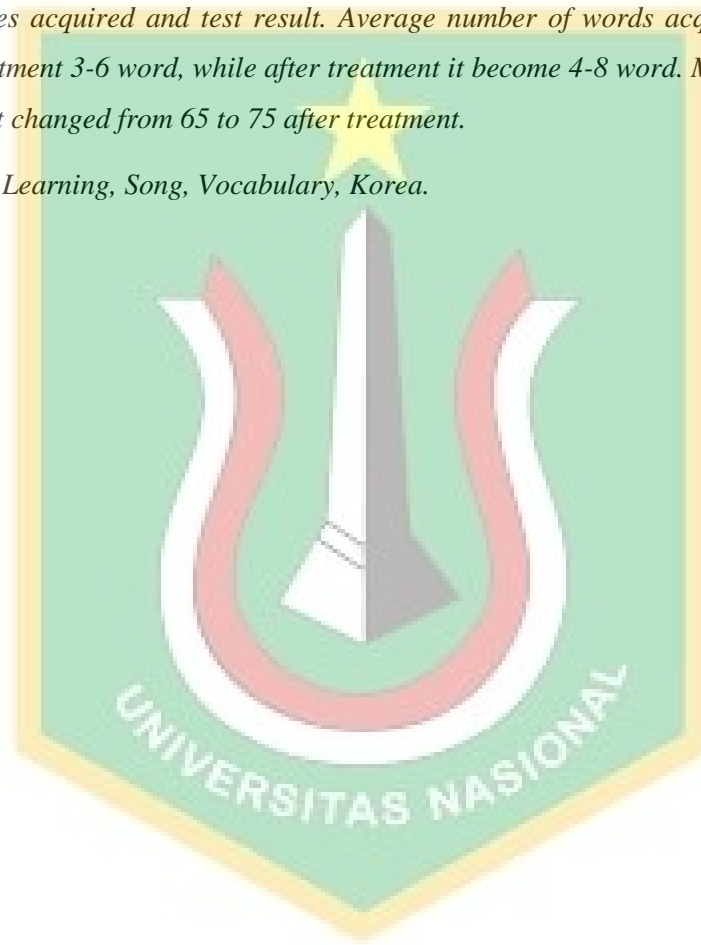 es acquired and test result. Average number of words acq
tment 3-6 word, while after treatment it become 4-8 word. M
t changed from 65 to 75 after treatment.
Learning, Song, Vocabulary, Korea.
UNIVERSITAS NASIONAL